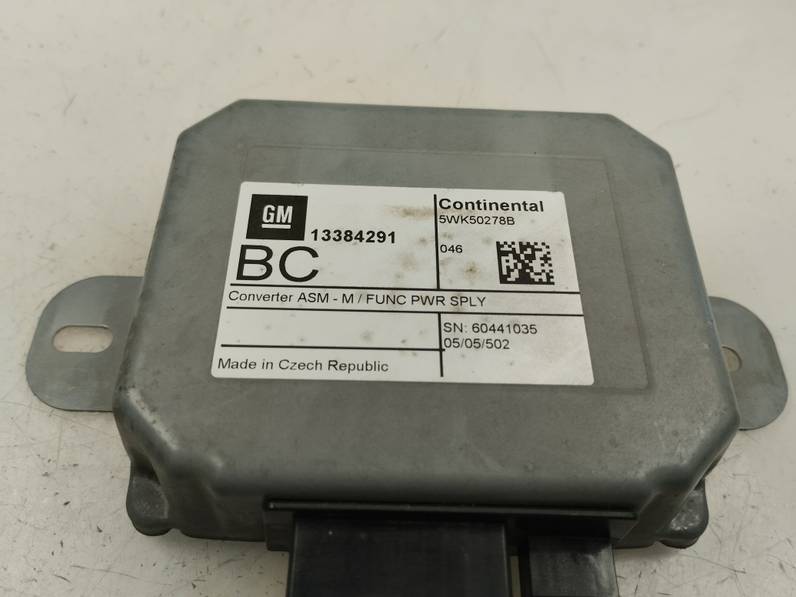 GM
13384291
BC
Continental
5WK50278B
046
Converter ASM - M / FUNC PWR SPLY
SN: 60441035
05/05/502
Made in Czech Republic